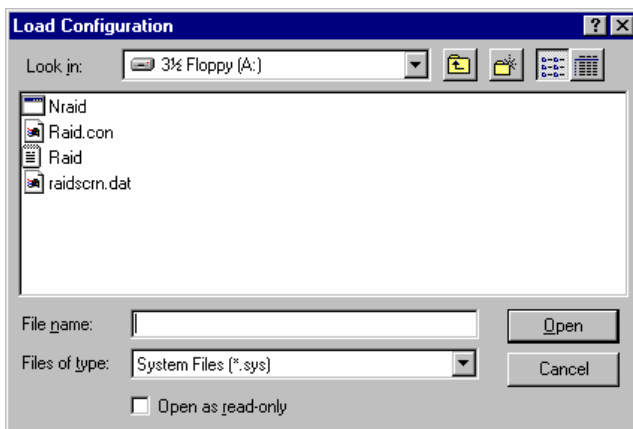 Load Configuration
Look in: 3½ Floppy (A:)
Nraid
Raid.con
Raid
raidscrn.dat
File name: Open
Files of type: System Files (*.sys) Cancel
Open as read-only